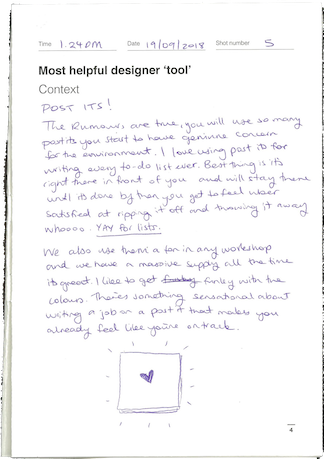 Time 1.24PM Date 19/09/2018 Shot number 5
Most helpful designer 'tool'
Context
POST ITS!
The Rumours are true, you will use so many
post its you start to have geniune concern
for the environment. I love using post its for
writing every to-do list ever. Best thing is its
right there in front of you and will stay there
until its done by then you get to feel uber
satisfied at ripping it off and throwing it away
whoooo. YAY for lists.
We also use them a ton in any workshop
and we have a massive supply all the time
its great. I like to get funky with the
colours. Theres something sensational about
writing a job on a post it that makes you
already feel like you're on track.
4